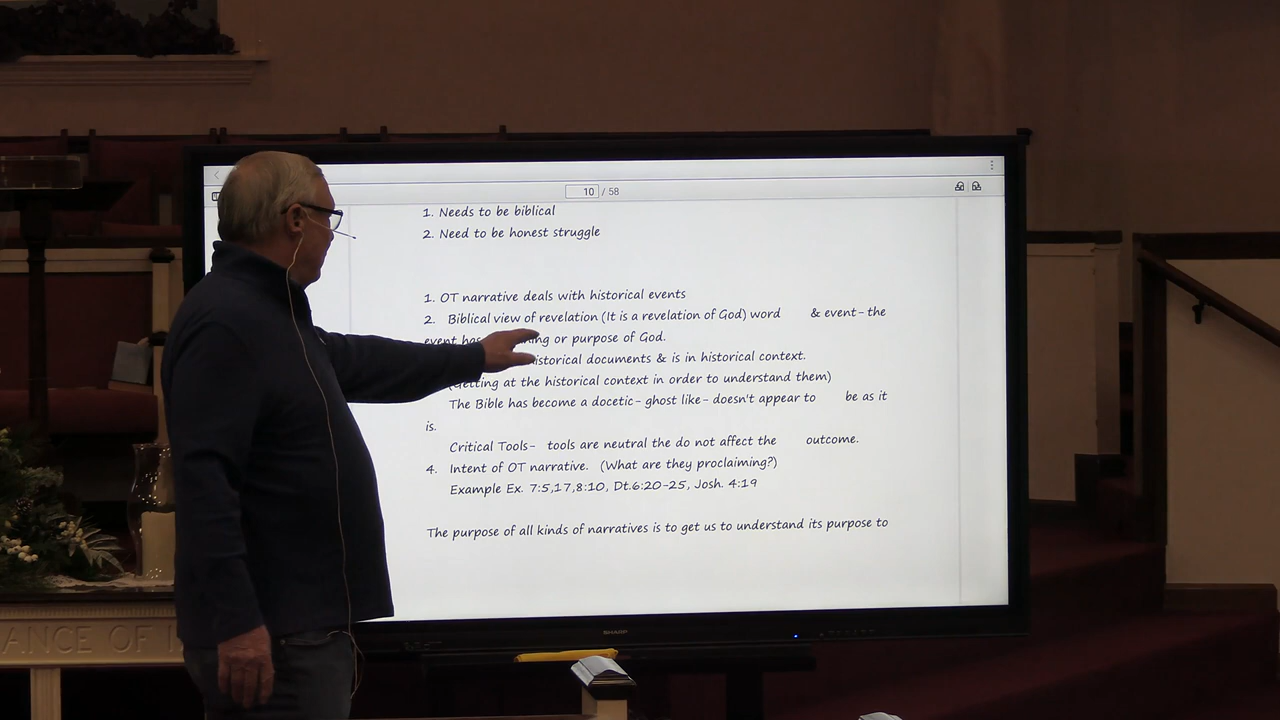 10 / 58
1. Needs to be biblical
2. Need to be honest struggle
1. OT narrative deals with historical events
2. Biblical view of revelation (It is a revelation of God) word & event- the
event has or purpose of God.
historical documents & is in historical context.
(Getting at the historical context in order to understand them)
The Bible has become a docetic- ghost like- doesn't appear to be as it
is.
Critical Tools- tools are neutral the do not affect the outcome.
4. Intent of OT narrative. (What are they proclaiming?)
Example Ex. 7:5,17,8:10, Dt.6:20-25, Josh. 4:19
The purpose of all kinds of narratives is to get us to understand its purpose to
SHARP
ANCE OF